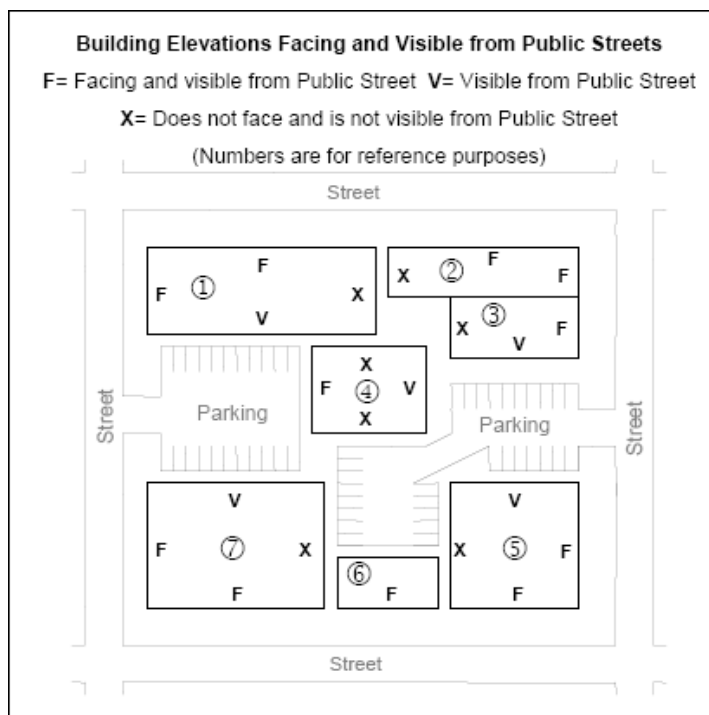 Building Elevations Facing and Visible from Public Streets
F= Facing and visible from Public Street V= Visible from Public Street
X= Does not face and is not visible from Public Street
(Numbers are for reference purposes)
Street
F ① F X
V
X ② F F
X ③ F
V
X
F ④ V
X
Street
Parking
Parking
Street
V
F ⑦ X
F
⑥
F
V
X ⑤ F
F
Street